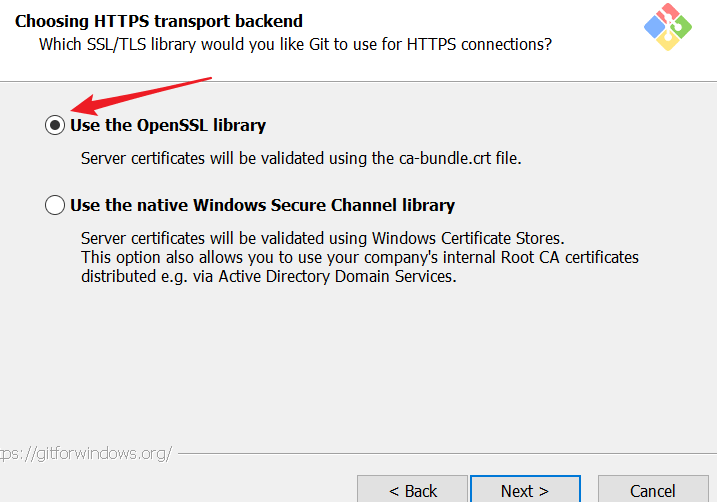 Choosing HTTPS transport backend
Which SSL/TLS library would you like Git to use for HTTPS connections?
Use the OpenSSL library
Server certificates will be validated using the ca-bundle.crt file.
Use the native Windows Secure Channel library
Server certificates will be validated using Windows Certificate Stores.
This option also allows you to use your company's internal Root CA certificates
distributed e.g. via Active Directory Domain Services.
ps://gitforwindows.org/
< Back
Next >
Cancel